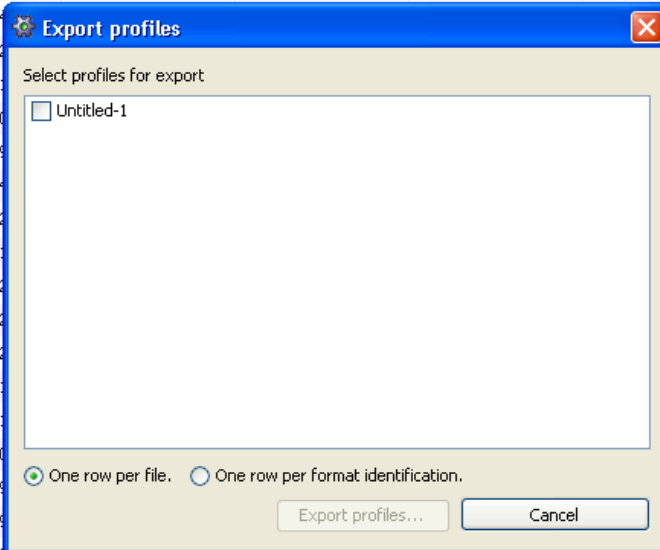 Export profiles
Select profiles for export
Untitled-1
One row per file. One row per format identification.
Export profiles... Cancel